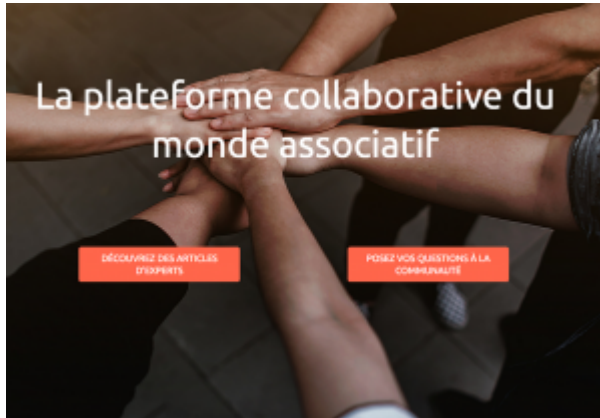 La plateforme collaborative du
monde associatif
DÉCOUVREZ DES ARTICLES
D'EXPERTS
POSEZ VOS QUESTIONS À LA
COMMUNAUTÉ